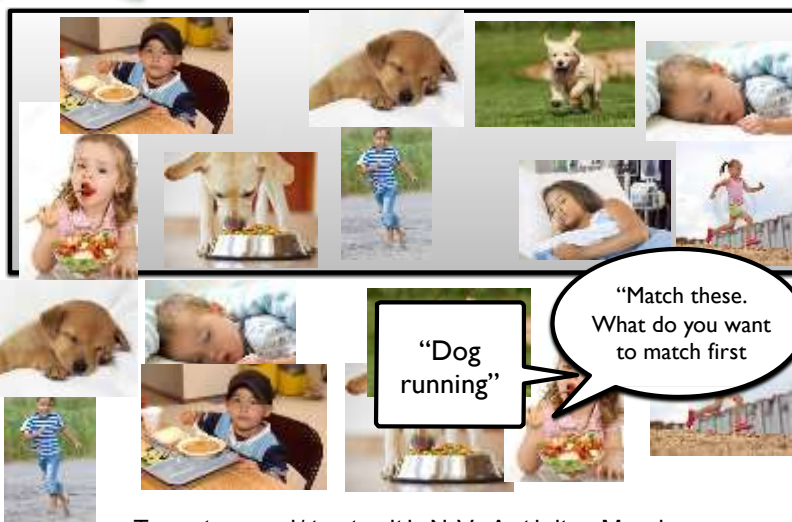 “Match these.
What do you want
to match first
“Dog
running”